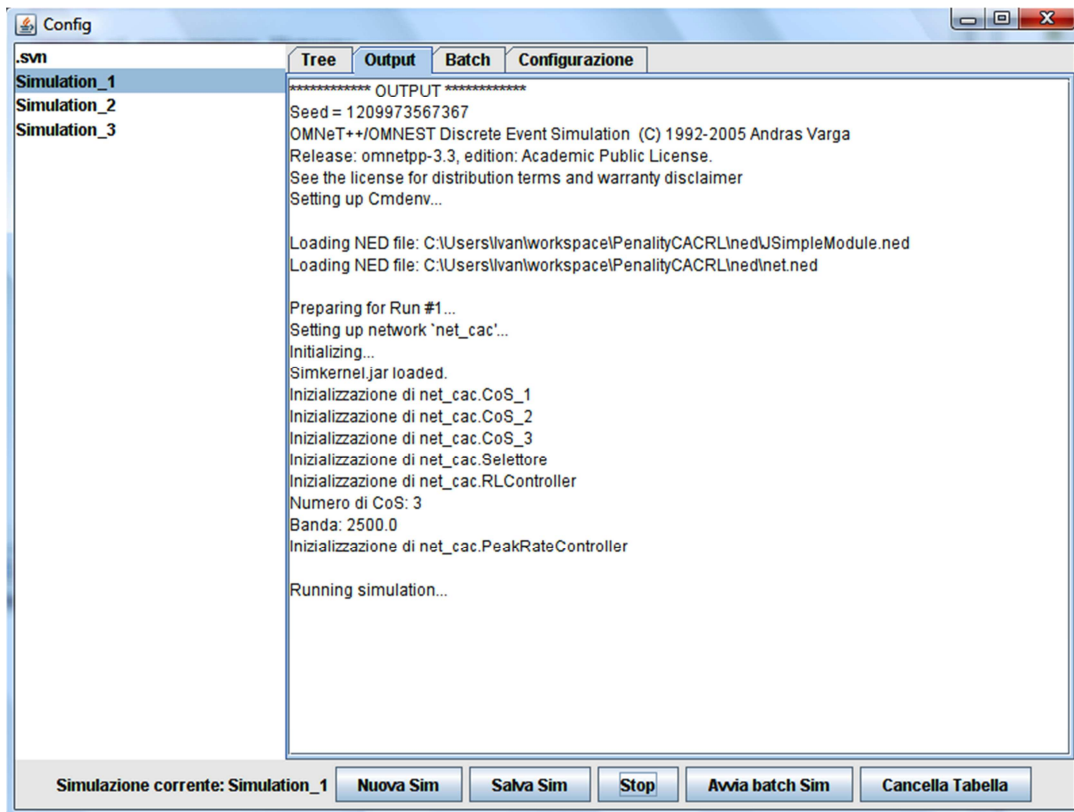 Config
.svn
Simulation_1
Simulation_2
Simulation_3
Tree Output Batch Configurazione
************ OUTPUT ************
Seed = 1209973567367
OMNeT++/OMNEST Discrete Event Simulation (C) 1992-2005 Andras Varga
Release: omnetpp-3.3, edition: Academic Public License.
See the license for distribution terms and warranty disclaimer
Setting up Cmdenv...
Loading NED file: C:\Users\Ivan\workspace\PenalityCACRL\ned\JSimpleModule.ned
Loading NED file: C:\Users\Ivan\workspace\PenalityCACRL\ned\net.ned
Preparing for Run #1...
Setting up network `net_cac'...
Initializing...
Simkernel.jar loaded.
Inizializzazione di net_cac.CoS_1
Inizializzazione di net_cac.CoS_2
Inizializzazione di net_cac.CoS_3
Inizializzazione di net_cac.Selettore
Inizializzazione di net_cac.RLController
Numero di CoS: 3
Banda: 2500.0
Inizializzazione di net_cac.PeakRateController
Running simulation...
Simulazione corrente: Simulation_1 Nuova Sim Salva Sim Stop Avvia batch Sim Cancella Tabella